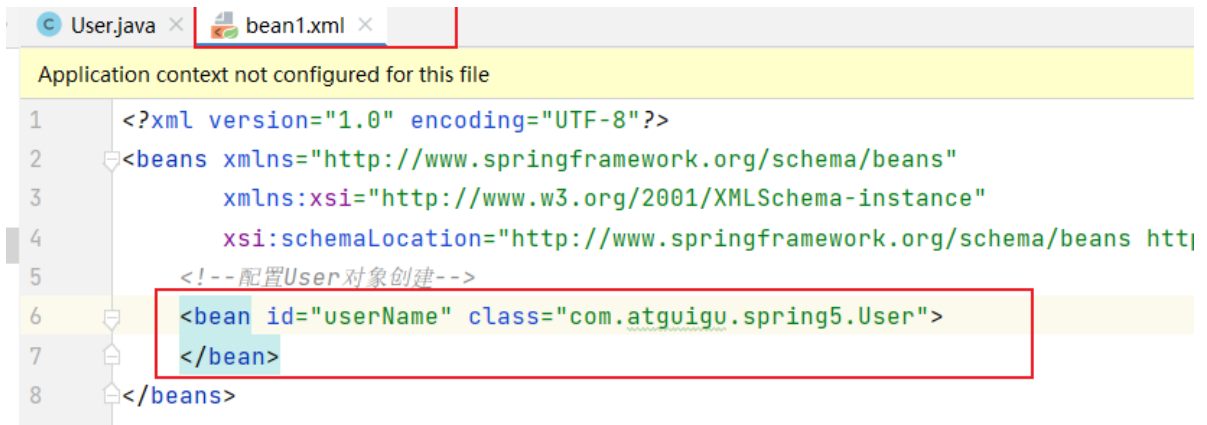 User.java bean1.xml
Application context not configured for this file
1 <?xml version="1.0" encoding="UTF-8"?>
2 <beans xmlns="http://www.springframework.org/schema/beans"
3 xmlns:xsi="http://www.w3.org/2001/XMLSchema-instance"
4 xsi:schemaLocation="http://www.springframework.org/schema/beans http
5 <!--配置User对象创建-->
6 <bean id="userName" class="com.atguigu.spring5.User">
7 </bean>
8 </beans>